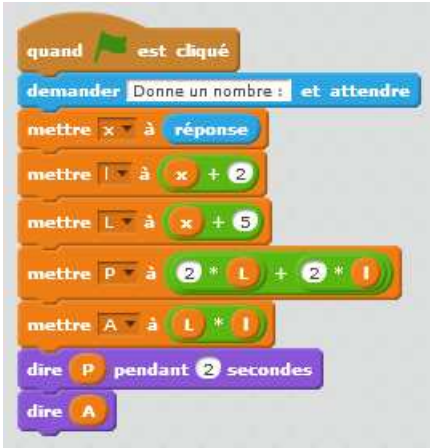 quand est cliqué
demander Donne un nombre : et attendre
mettre x à réponse
mettre l à x + 2
mettre L à x + 5
mettre P à 2 * L + 2 * l
mettre A à L * l
dire P pendant 2 secondes
dire A